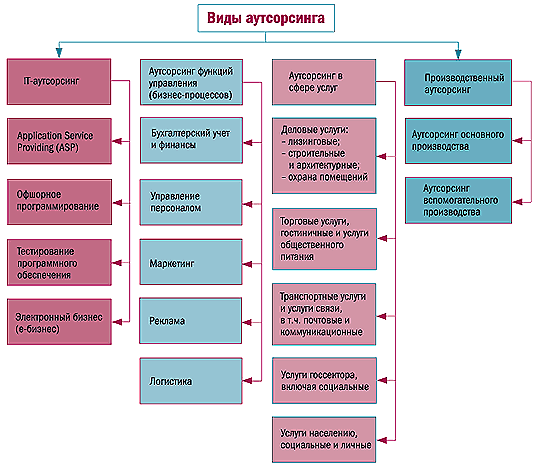 Виды аутсорсинга
IT-аутсорсинг
Application Service
Providing (ASP)
Офшорное
программирование
Тестирование
программного
обеспечения
Электронный бизнес
(е-бизнес)
Аутсорсинг функций
управления
(бизнес-процессов)
Бухгалтерский учет
и финансы
Управление
персоналом
Маркетинг
Реклама
Логистика
Аутсорсинг в
сфере услуг
Деловые услуги:
– лизинговые;
– строительные
и архитектурные;
– охрана помещений
Торговые услуги,
гостиничные и услуги
общественного
питания
Транспортные услуги
и услуги связи,
в т.ч. почтовые и
коммуникационные
Услуги госсектора,
включая социальные
Услуги населению,
социальные и личные
Производственный
аутсорсинг
Аутсорсинг основного
производства
Аутсорсинг
вспомогательного
производства